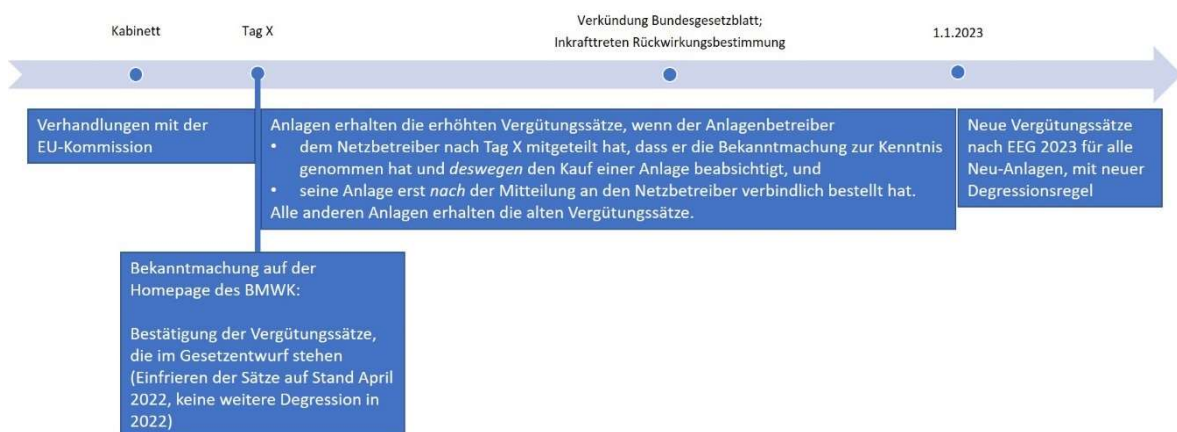 Kabinett
Tag X
Verkündung Bundesgesetzblatt;
Inkrafttreten Rückwirkungsbestimmung
1.1.2023
Verhandlungen mit der
EU-Kommission
Anlagen erhalten die erhöhten Vergütungssätze, wenn der Anlagenbetreiber
• dem Netzbetreiber nach Tag X mitgeteilt hat, dass er die Bekanntmachung zur Kenntnis
genommen hat und deswegen den Kauf einer Anlage beabsichtigt, und
• seine Anlage erst nach der Mitteilung an den Netzbetreiber verbindlich bestellt hat.
Alle anderen Anlagen erhalten die alten Vergütungssätze.
Neue Vergütungssätze
nach EEG 2023 für alle
Neu-Anlagen, mit neuer
Degressionsregel
Bekanntmachung auf der
Homepage des BMWK:
Bestätigung der Vergütungssätze,
die im Gesetzentwurf stehen
(Einfrieren der Sätze auf Stand April
2022, keine weitere Degression in
2022)